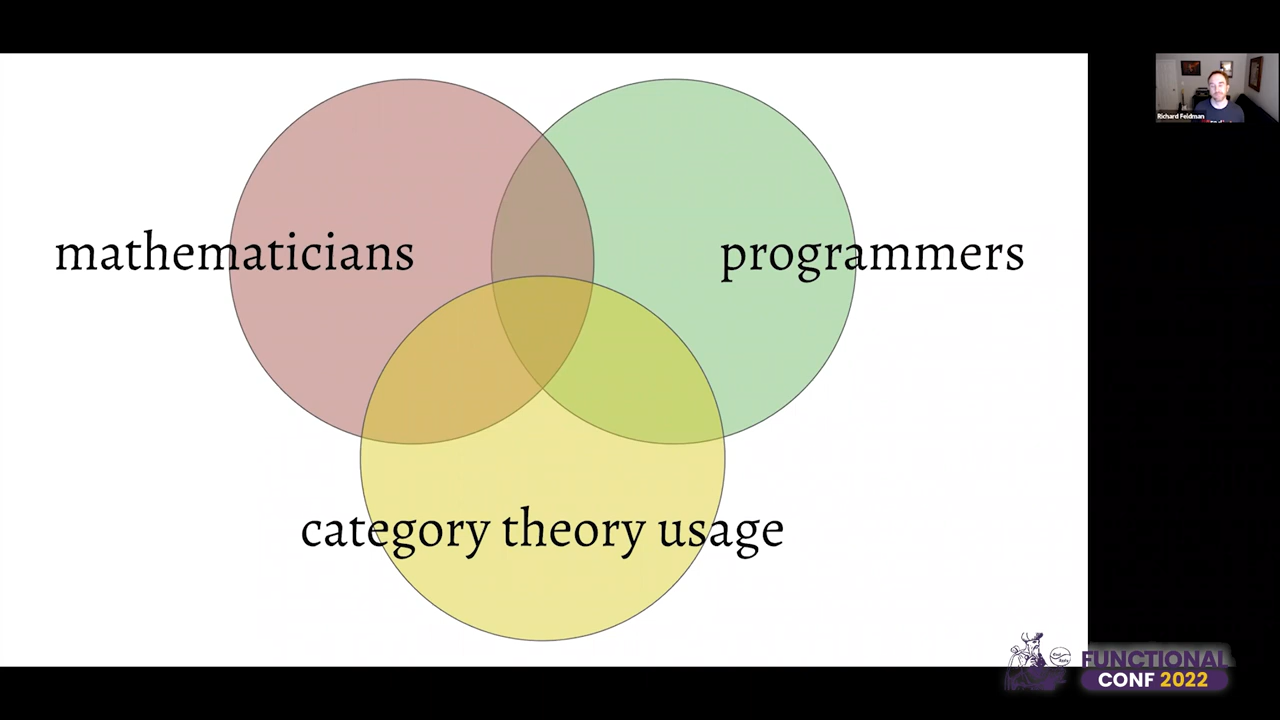 mathematicians
programmers
category theory usage
Richard Feldman
FUNCTIONAL
CONF 2022